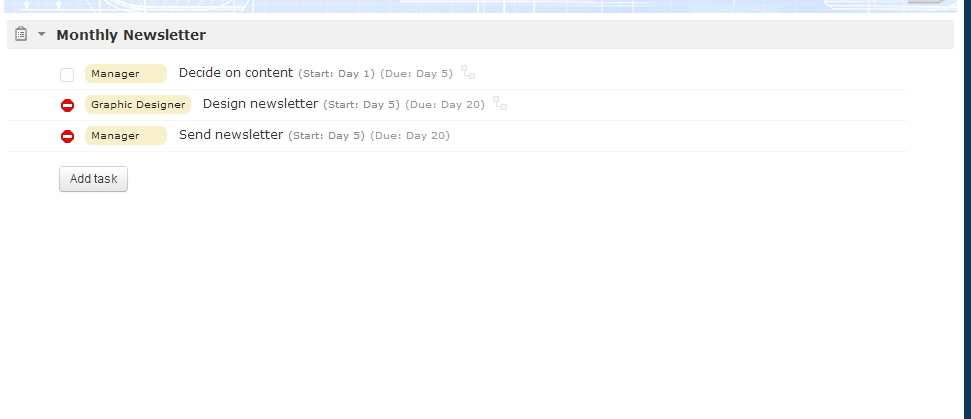 Monthly Newsletter
Manager Decide on content (Start: Day 1) (Due: Day 5)
Graphic Designer Design newsletter (Start: Day 5) (Due: Day 20)
Manager Send newsletter (Start: Day 5) (Due: Day 20)
Add task